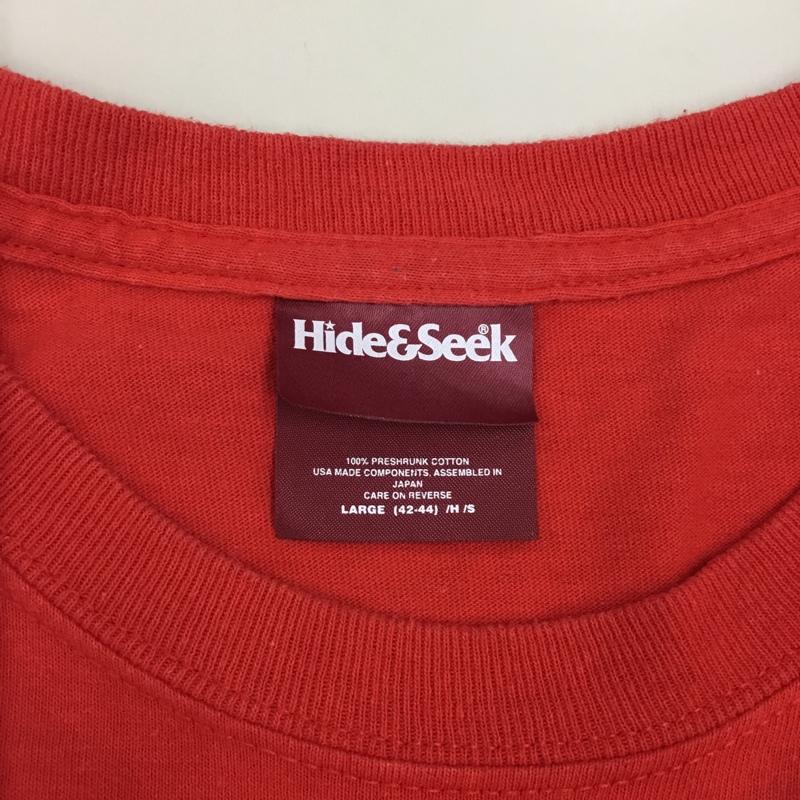 Hide&Seek®
100% PRESHRUNK COTTON
USA MADE COMPONENTS. ASSEMBLED IN
JAPAN
CARE ON REVERSE
LARGE (42-44) /H /S